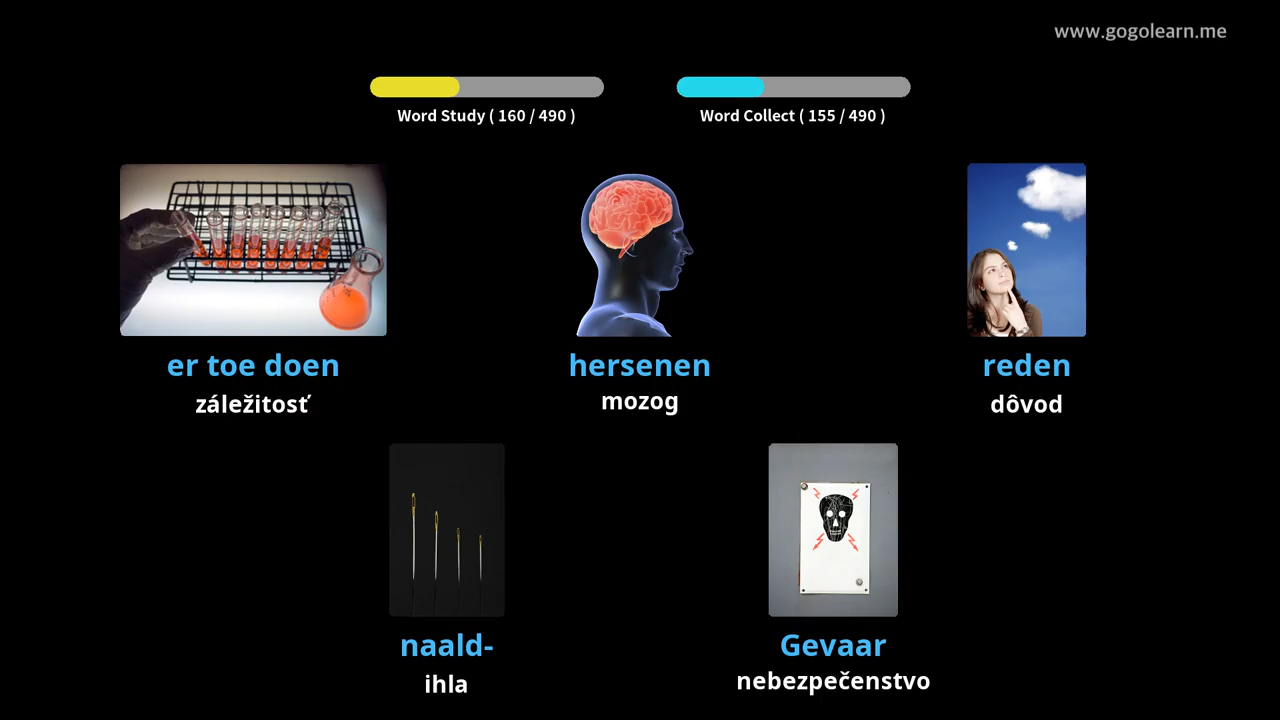 www.gogolearn.me
Word Study ( 160 / 490 )
Word Collect ( 155 / 490 )
er toe doen
záležitosť
hersenen
mozog
reden
dôvod
naald-
ihla
Gevaar
nebezpečenstvo